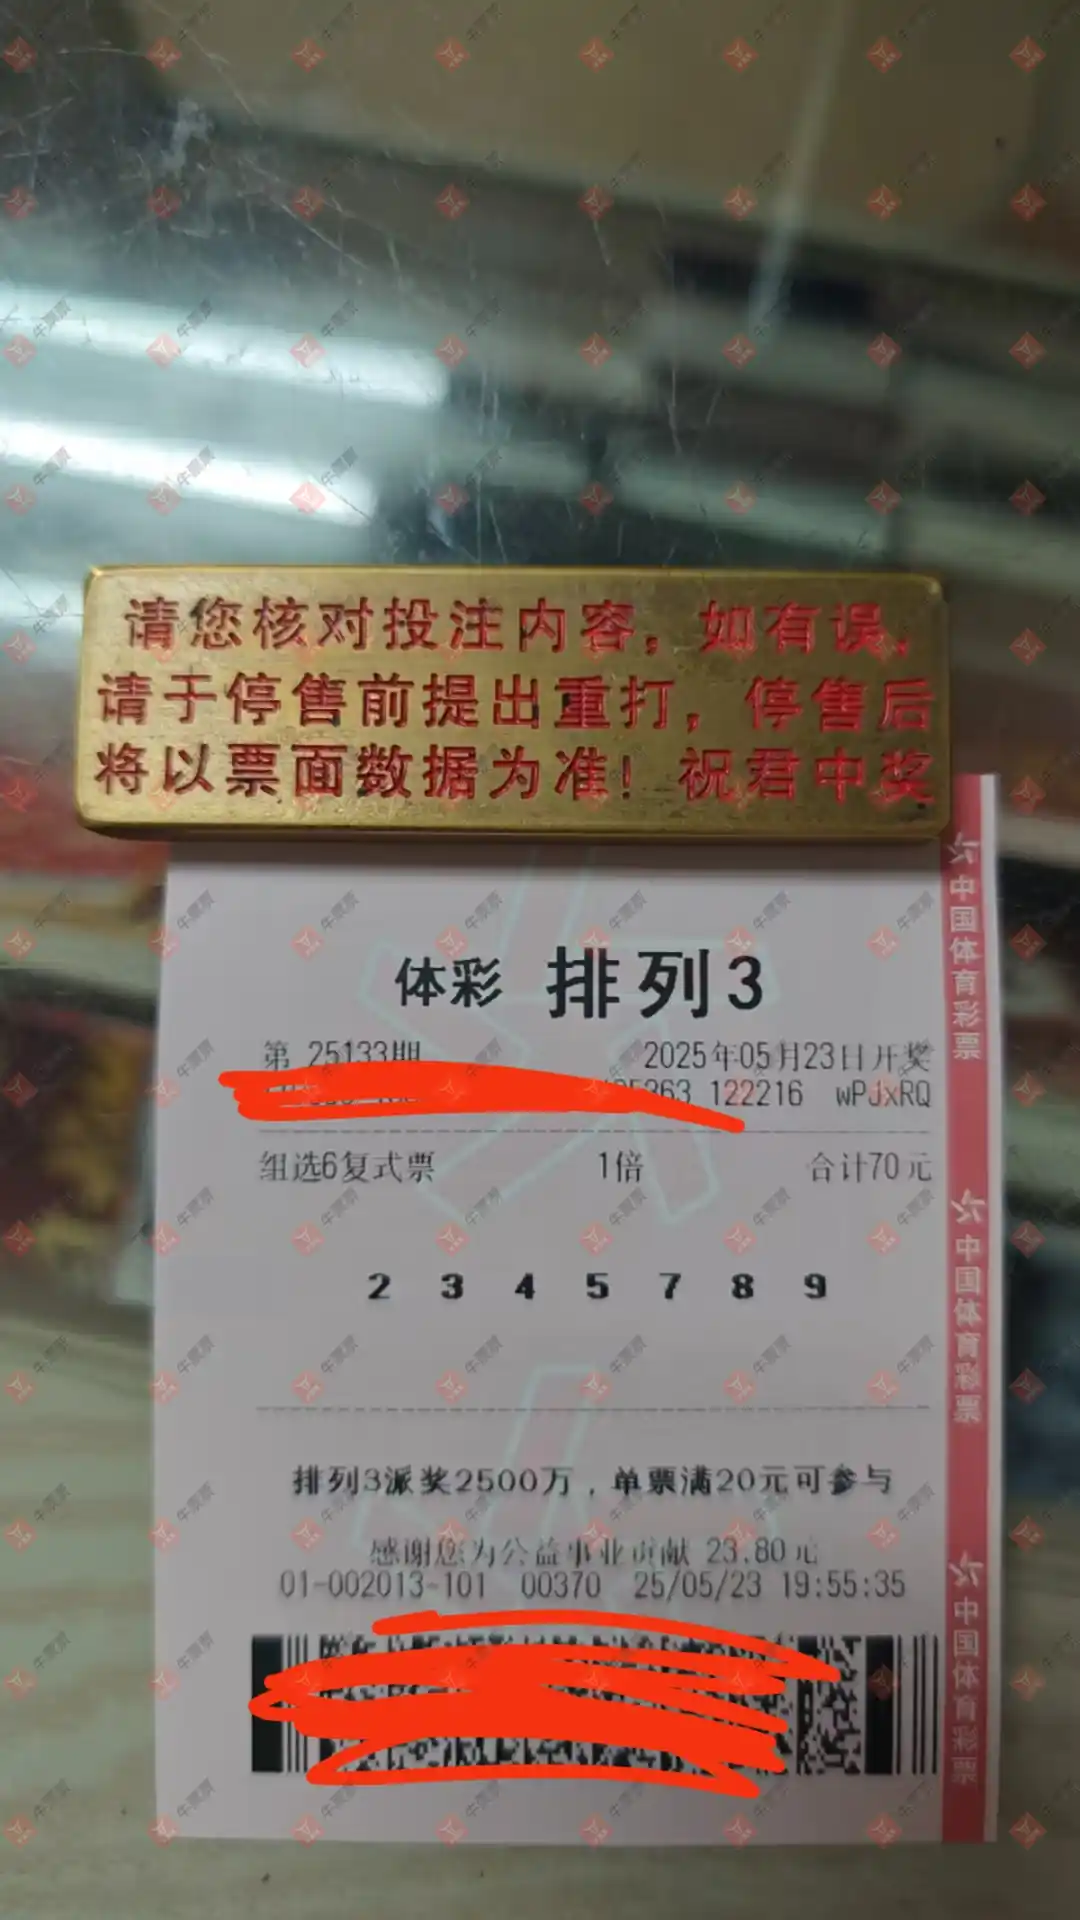 请您核对投注内容，如有误，
请于停售前提出重打，停售后
将以票面数据为准！祝君中奖
体彩 排列3
第 25133期 2025年05月23日开奖
122216 wPJxRQ
组选6复式票 1倍 合计70元
2 3 4 5 7 8 9
排列3派奖2500万，单票满20元可参与
感谢您为公益事业贡献 23.80元
01-002013-101 00370 25/05/23 19:55:35
中国体育彩票
中国体育彩票
中国体育彩票
牛票票